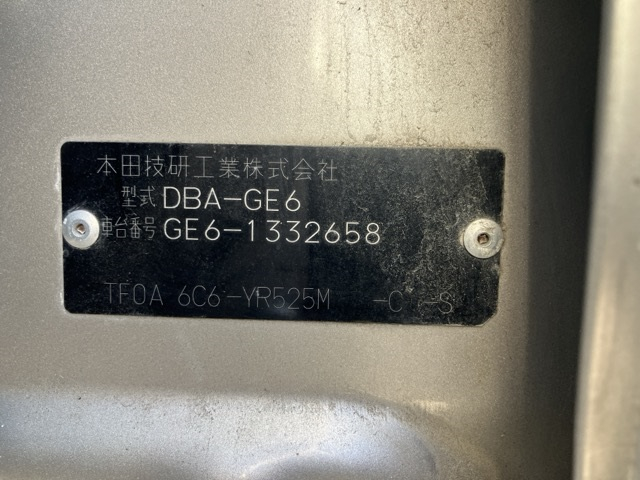 本田技研工業株式会社
型式 DBA-GE6
車台番号 GE6-1332658
TF0A 6C6-YR525M -C -S